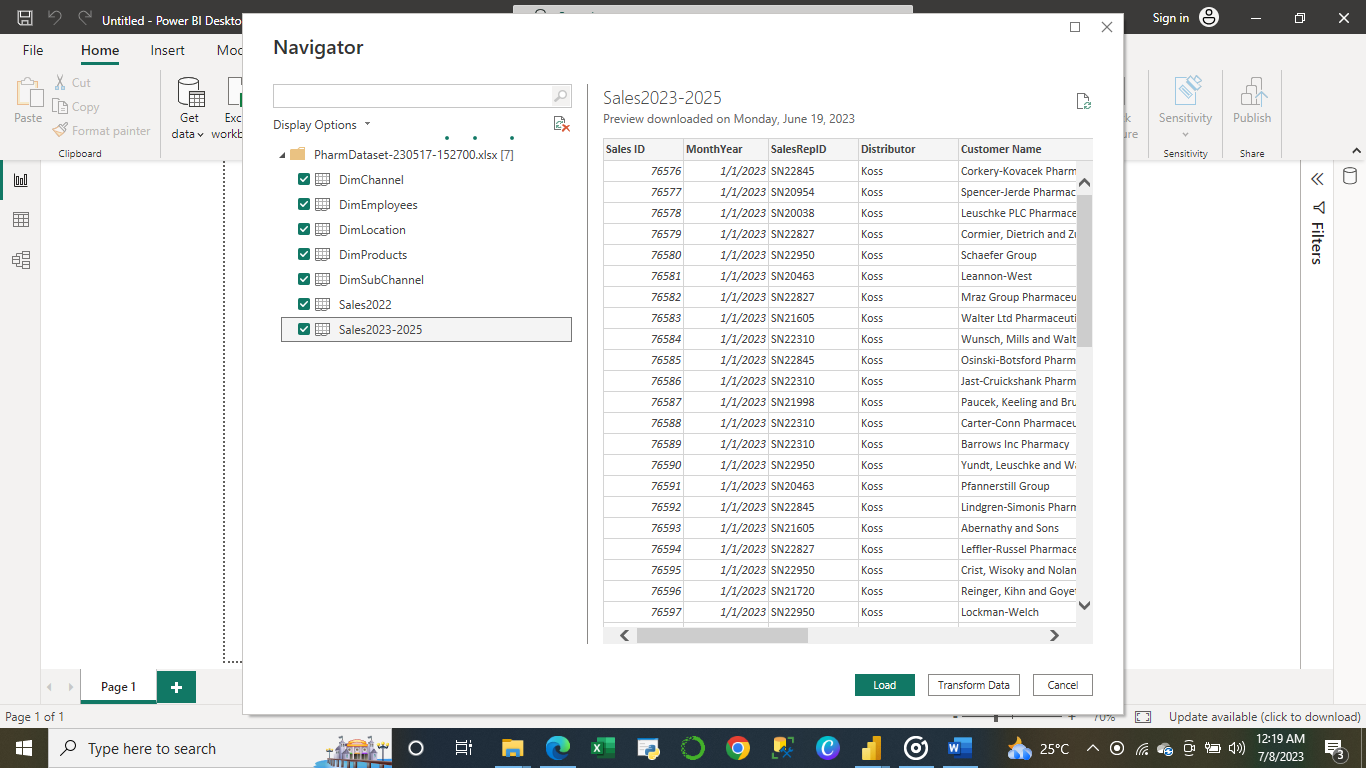 Untitled - Power BI Deskto
Sign in
File
Home
Insert
Mod
Paste
Cut
Copy
Format painter
Clipboard
Get
data
Exc
workb
Sensitivity
Sensitivity
Publish
Share
Navigator
Display Options
PharmDataset-230517-152700.xlsx [7]
DimChannel
DimEmployees
DimLocation
DimProducts
DimSubChannel
Sales2022
Sales2023-2025
Sales2023-2025
Preview downloaded on Monday, June 19, 2023
Sales ID MonthYear SalesRepID Distributor Customer Name
76576 1/1/2023 SN22845 Koss Corkery-Kovacek Pharm
76577 1/1/2023 SN20954 Koss Spencer-Jerde Pharmac
76578 1/1/2023 SN20038 Koss Leuschke PLC Pharmace
76579 1/1/2023 SN22827 Koss Cormier, Dietrich and Zu
76580 1/1/2023 SN22950 Koss Schaefer Group
76581 1/1/2023 SN20463 Koss Leannon-West
76582 1/1/2023 SN22827 Koss Mraz Group Pharmaceu
76583 1/1/2023 SN21605 Koss Walter Ltd Pharmaceuti
76584 1/1/2023 SN22310 Koss Wunsch, Mills and Walt
76585 1/1/2023 SN22845 Koss Osinski-Botsford Pharm
76586 1/1/2023 SN22310 Koss Jast-Cruickshank Pharm
76587 1/1/2023 SN21998 Koss Paucek, Keeling and Bru
76588 1/1/2023 SN22310 Koss Carter-Conn Pharmaceu
76589 1/1/2023 SN22310 Koss Barrows Inc Pharmacy
76590 1/1/2023 SN22950 Koss Yundt, Leuschke and Wa
76591 1/1/2023 SN20463 Koss Pfannerstill Group
76592 1/1/2023 SN22845 Koss Lindgren-Simonis Pharm
76593 1/1/2023 SN21605 Koss Abernathy and Sons
76594 1/1/2023 SN22827 Koss Leffler-Russel Pharmace
76595 1/1/2023 SN22950 Koss Crist, Wisoky and Nolan
76596 1/1/2023 SN21720 Koss Reinger, Kihn and Goyet
76597 1/1/2023 SN22950 Koss Lockman-Welch
Load
Transform Data
Cancel
Filters
Page 1
Page 1 of 1
70%
Update available (click to download)
Type here to search
25°C
12:19 AM
7/8/2023
3